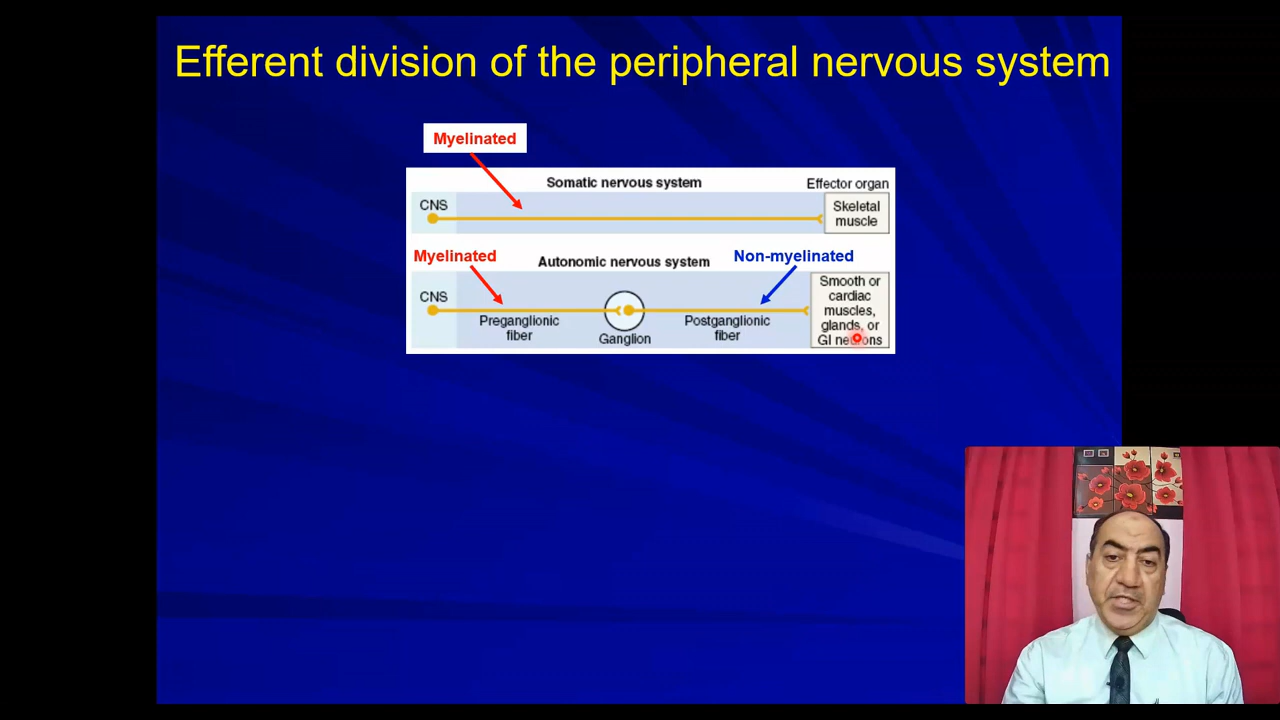 Efferent division of the peripheral nervous system
Myelinated
Somatic nervous system
Effector organ
CNS
Skeletal
muscle
Myelinated
Autonomic nervous system
Non-myelinated
CNS
Preganglionic
fiber
Ganglion
Postganglionic
fiber
Smooth or
cardiac
muscles,
glands, or
GI neurons